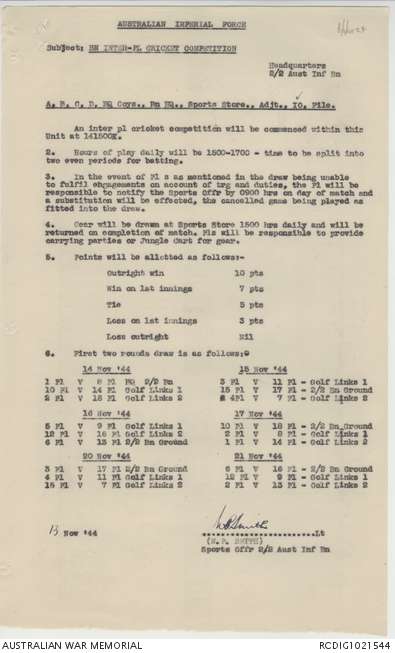 AUSTRALIAN IMPERIAL FORCE
Subject: BN INTER-PL CRICKET COMPETITION
Headquarters
2/2 Aust Inf Bn
A, B, C, D, HQ Coys., Bn HQ., Sports Store., Adjt., IO, File.
An inter pl cricket competition will be commenced within this
Unit at 141500K.
2. Hours of play daily will be 1500-1700 - time to be split into
two even periods for batting.
3. In the event of Pl s as mentioned in the draw being unable
to fulfil engagements on account of trg and duties, the Pl will be
responsible to notify the Sports Offr by 0900 hrs on day of match and
a substitution will be effected, the cancelled game being played as
fitted into the draw.
4. Gear will be drawn at Sports Store 1500 hrs daily and will be
returned on completion of match. Pls will be responsible to provide
carrying parties or Jungle Cart for gear.
5. Points will be allotted as follows:-
Outright win 10 pts
Win on 1st innings 7 pts
Tie 5 pts
Loss on 1st innings 3 pts
Loss outright Nil
6. First two rounds draw is as follows:
14 Nov '44 15 Nov '44
1 Pl V 8 Pl HQ 2/2 Bn 3 Pl V 11 Pl - Golf Links 1
10 Pl V 14 Pl Golf Links 1 15 Pl V 17 Pl - 2/2 Bn Ground
2 Pl V 18 Pl Golf Links 2 4Pl V 7 Pl - Golf Links 2
16 Nov '44 17 Nov '44
5 Pl V 9 Pl Golf Links 1 10 Pl V 18 Pl - 2/2 Bn Ground
12 Pl V 16 Pl Golf Links 2 2 Pl V 8 Pl - Golf Links 1
6 Pl V 13 Pl 2/2 Bn Ground 1 Pl V 14 Pl - Golf Links 2
20 Nov '44 21 Nov '44
3 Pl V 17 Pl 2/2 Bn Ground 6 Pl V 16 Pl - 2/2 Bn Ground
4 Pl V 11 Pl Golf Links 1 12 Pl V 9 Pl - Golf Links 1
15 Pl V 7 Pl Golf Links 2 2 Pl V 13 Pl - Golf Links 2
13 Nov '44
Lt
SMITH)
Sports Offr 2/2 Aust Inf Bn
AUSTRALIAN WAR MEMORIAL RCDIG1021544